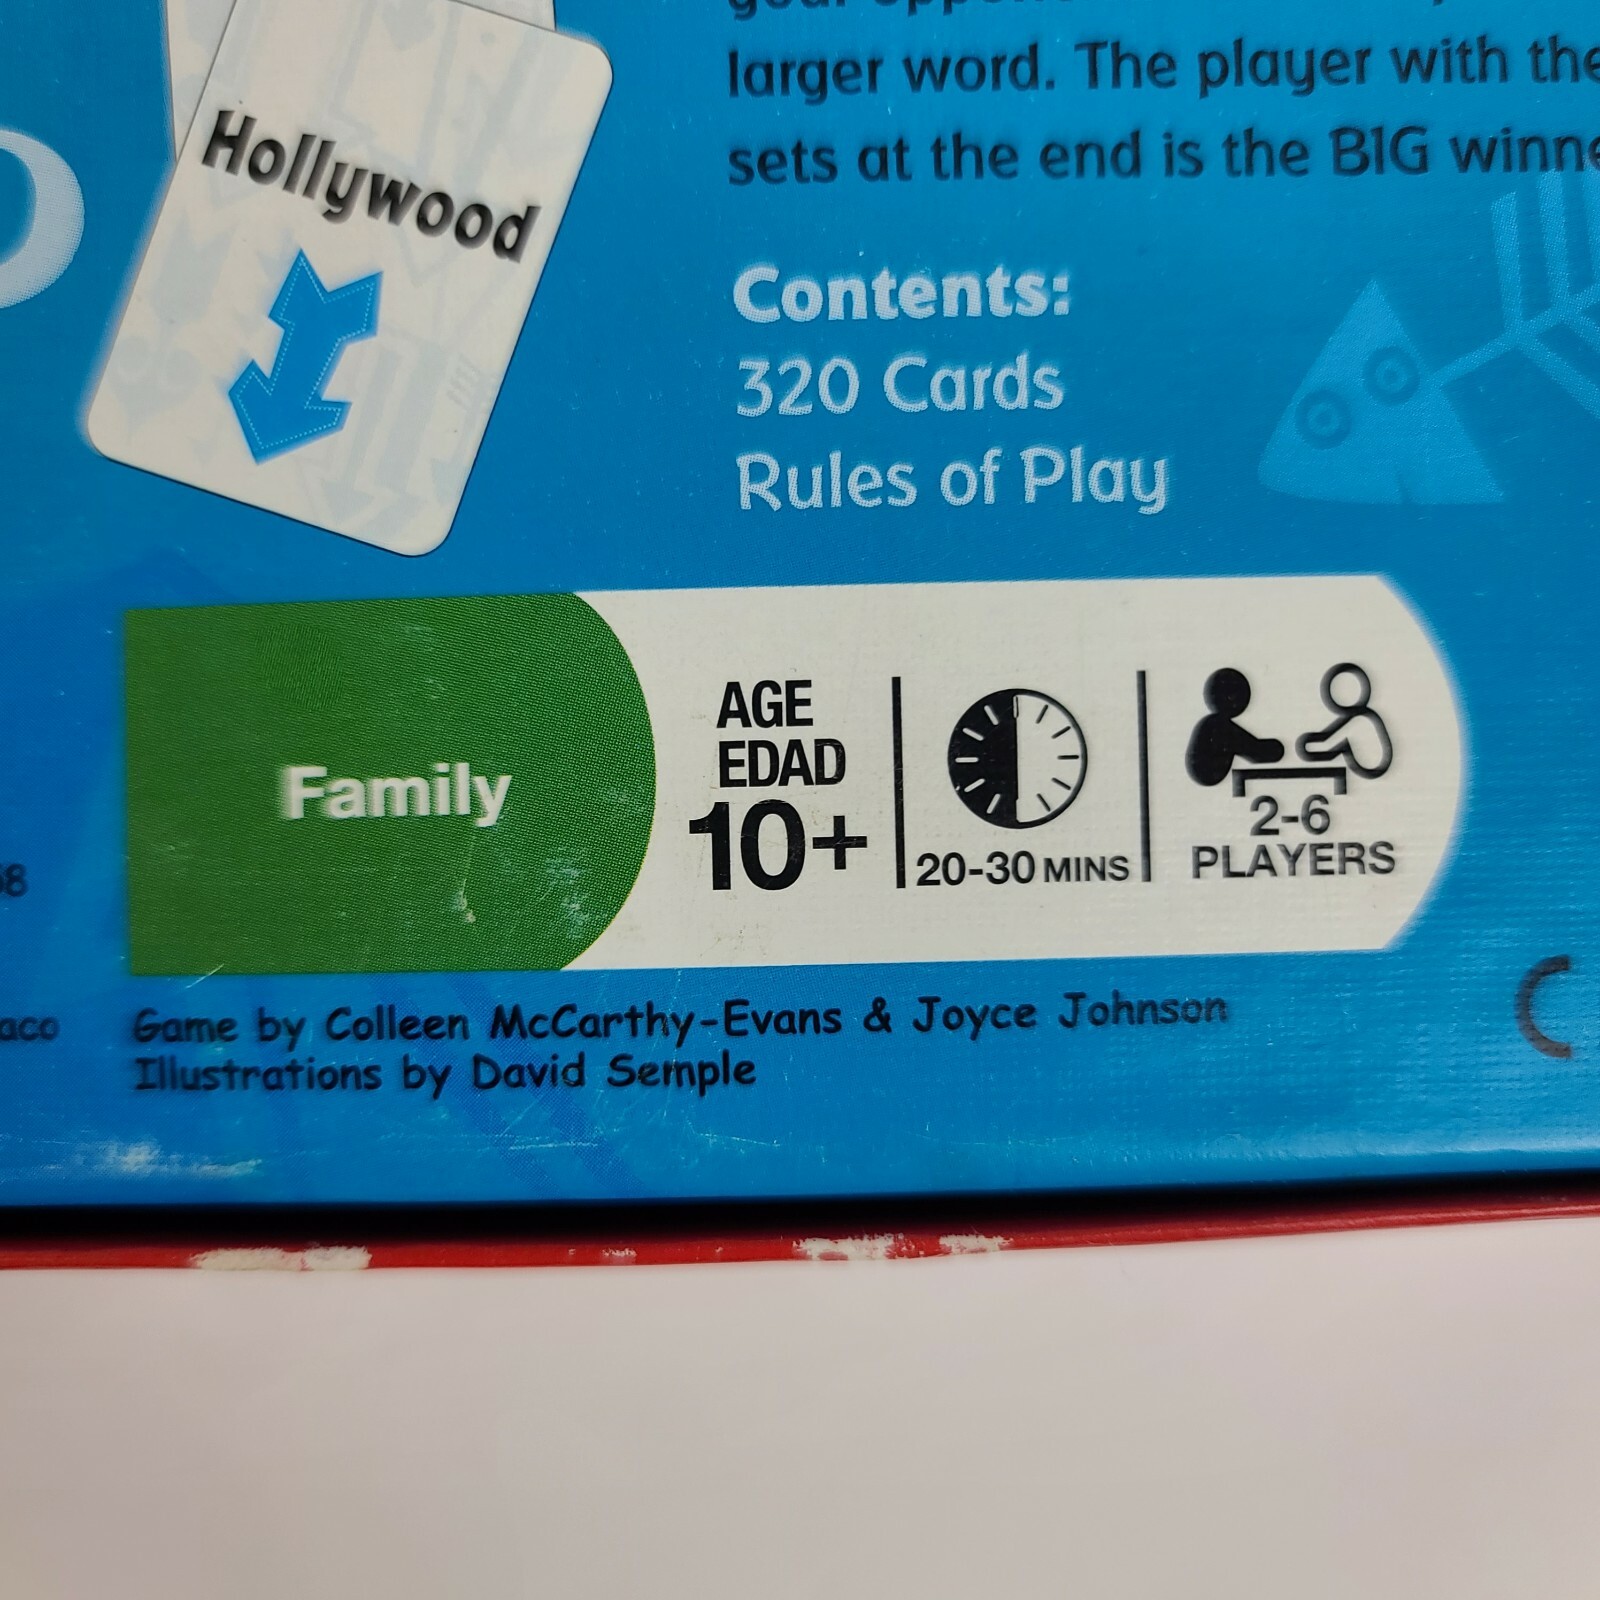 Hollywood
larger word. The player with the
sets at the end is the BIG
Contents:
320 Cards
Rules of Play
Family
AGE
EDAD
10+
20-30 MINS
2-6
PLAYERS
Game by Colleen McCarthy-Evans & Joyce Johnson
Illustrations by David Semple